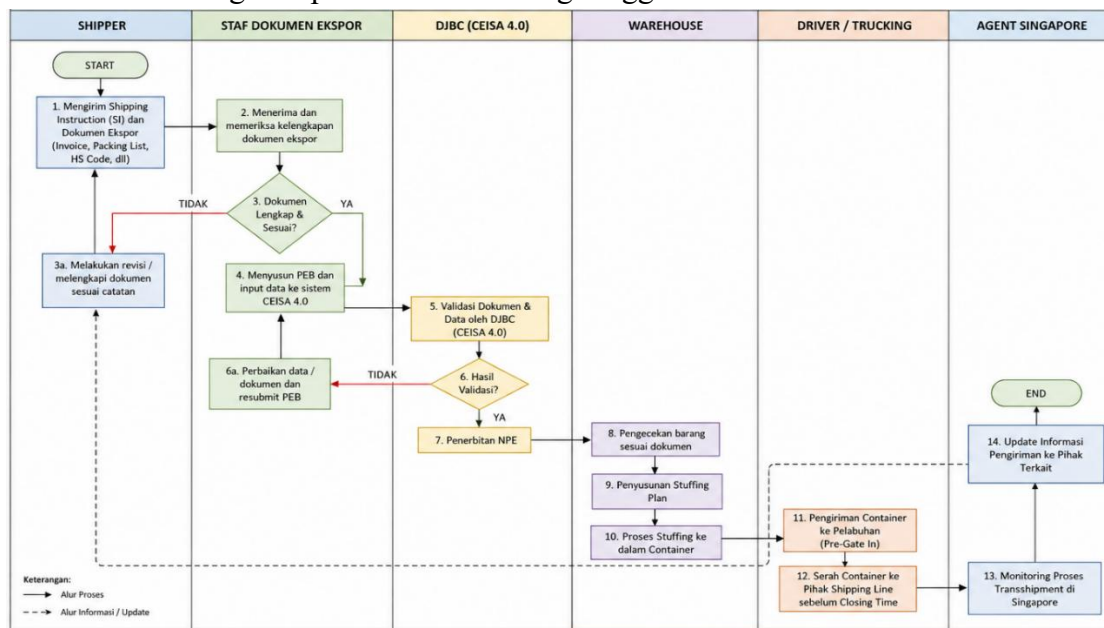 SHIPPER
STAF DOKUMEN EKSPOR
DJBC (CEISA 4.0)
WAREHOUSE
DRIVER / TRUCKING
AGENT SINGAPORE
START
1. Mengirim Shipping
Instruction (SI) dan
Dokumen Ekspor
(Invoice, Packing List,
HS Code, dll)
2. Menerima dan
memeriksa kelengkapan
dokumen ekspor
3. Dokumen
Lengkap &
Sesuai?
TIDAK
YA
3a. Melakukan revisi /
melengkapi dokumen
sesuai catatan
4. Menyusun PEB dan
input data ke sistem
CEISA 4.0
5. Validasi Dokumen &
Data oleh DJBC
(CEISA 4.0)
6. Hasil
Validasi?
TIDAK
YA
6a. Perbaikan data /
dokumen dan
resubmit PEB
7. Penerbitan NPE
8. Pengecekan barang
sesuai dokumen
9. Penyusunan Stuffing
Plan
10. Proses Stuffing ke
dalam Container
11. Pengiriman Container
ke Pelabuhan
(Pre-Gate In)
12. Serah Container ke
Pihak Shipping Line
sebelum Closing Time
13. Monitoring Proses
Transshipment di
Singapore
14. Update Informasi
Pengiriman ke Pihak
Terkait
END
Keterangan:
Alur Proses
Alur Informasi / Update